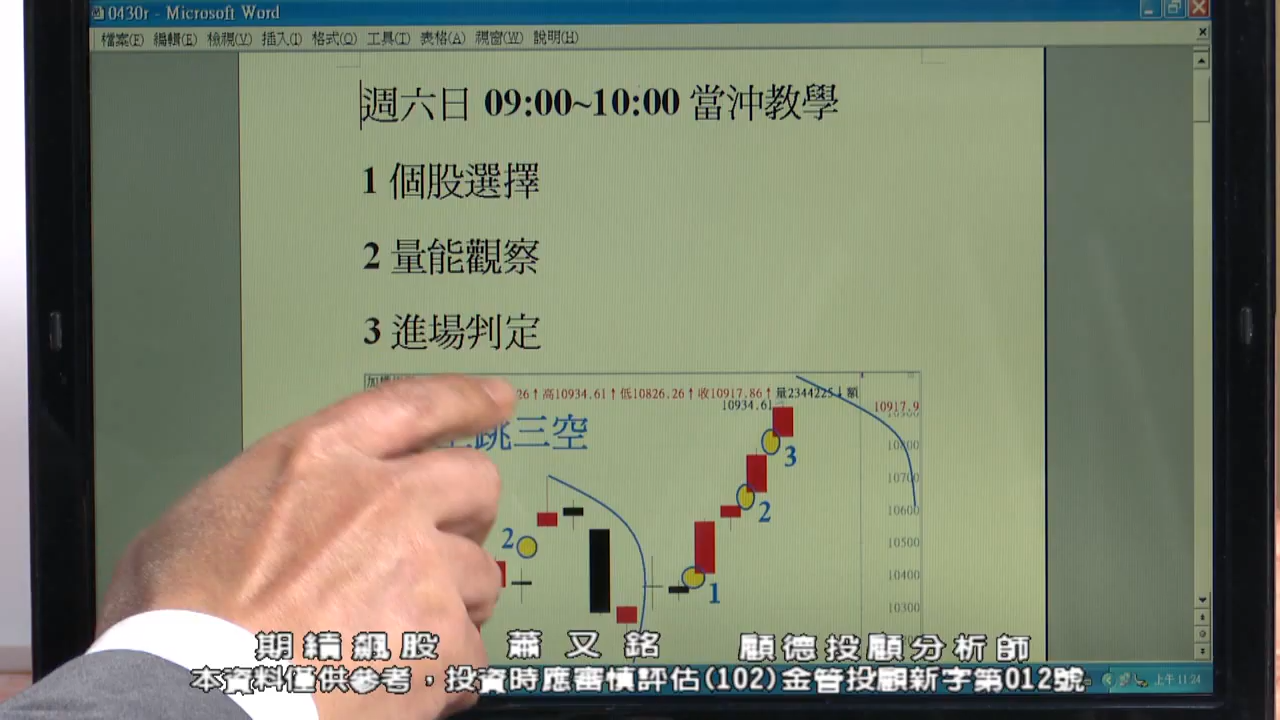 0430r - Microsoft Word
檔案(F) 編輯(E) 檢視(V) 插入(I) 格式(O) 工具(T) 表格(A) 視窗(W) 說明(H)
週六日 09:00~10:00 當沖教學
1 個股選擇
2 量能觀察
3 進場判定
26↑高10934.61↑低10826.26↑收10917.86↑量2344225↓額
10934.61
10917.9
跳三空
3
10800
2
10600
2
10500
1
10400
10300
期績飆股 蕭又銘 顧德投顧分析師
本資料僅供參考，投資時應審慎評估(102)金管投顧新字第012號
上午 11:24